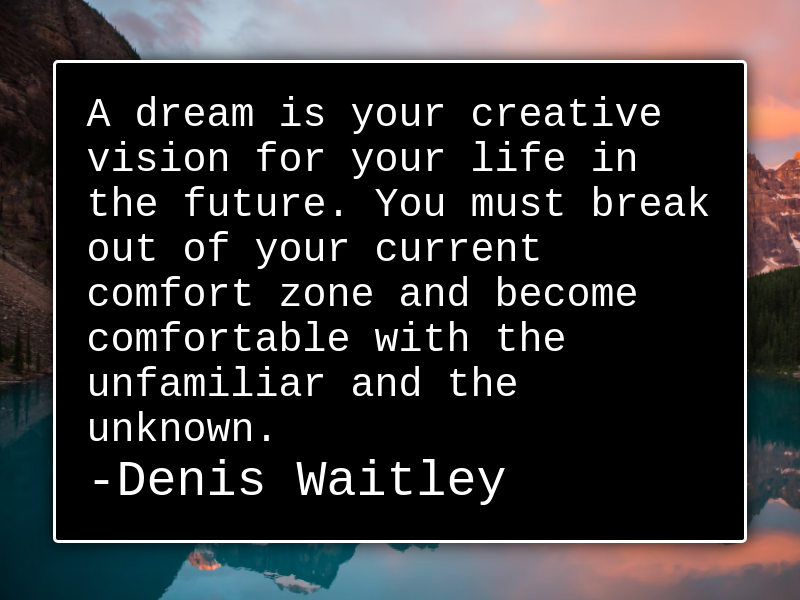 A dream is your creative
vision for your life in
the future. You must break
out of your current
comfort zone and become
comfortable with the
unfamiliar and the
unknown.
-Denis Waitley